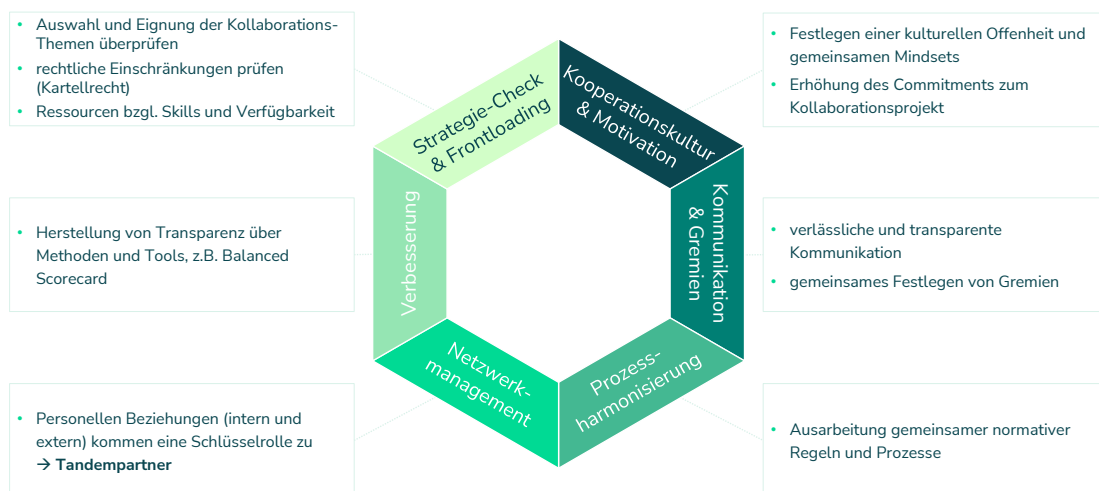 Auswahl und Eignung der Kollaborations-
Themen überprüfen
rechtliche Einschränkungen prüfen
(Kartellrecht)
Ressourcen bzgl. Skills und Verfügbarkeit
Strategie-Check
& Frontloading
Kooperationskultur
& Motivation
Festlegen einer kulturellen Offenheit und
gemeinsamen Mindsets
Erhöhung des Commitments zum
Kollaborationsprojekt
Herstellung von Transparenz über
Methoden und Tools, z.B. Balanced
Scorecard
Verbesserung
Kommunikation
& Gremien
verlässliche und transparente
Kommunikation
gemeinsames Festlegen von Gremien
Personellen Beziehungen (intern und
extern) kommen eine Schlüsselrolle zu
→ Tandempartner
Netzwerk-
management
Prozess-
harmonisierung
Ausarbeitung gemeinsamer normativer
Regeln und Prozesse